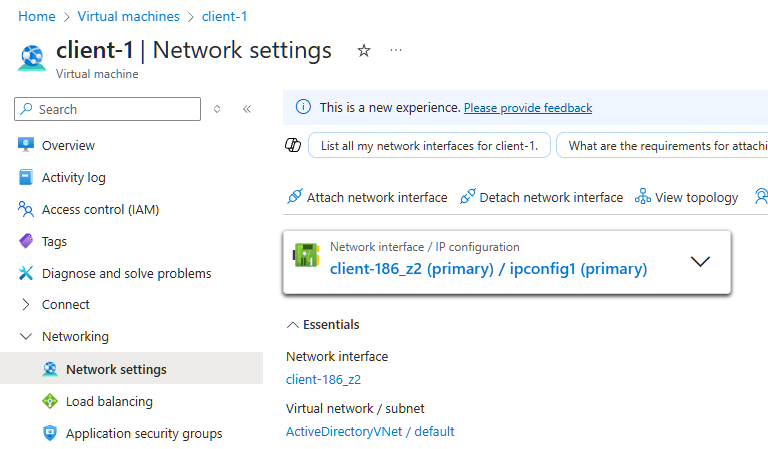 Home > Virtual machines > client-1
client-1 | Network settings
Virtual machine
Search
This is a new experience. Please provide feedback
List all my network interfaces for client-1.
What are the requirements for attachi
Overview
Activity log
Access control (IAM)
Tags
Diagnose and solve problems
Connect
Networking
Network settings
Load balancing
Application security groups
Attach network interface
Detach network interface
View topology
Network interface / IP configuration
client-186_z2 (primary) / ipconfig1 (primary)
Essentials
Network interface
client-186_z2
Virtual network / subnet
ActiveDirectoryVNet / default